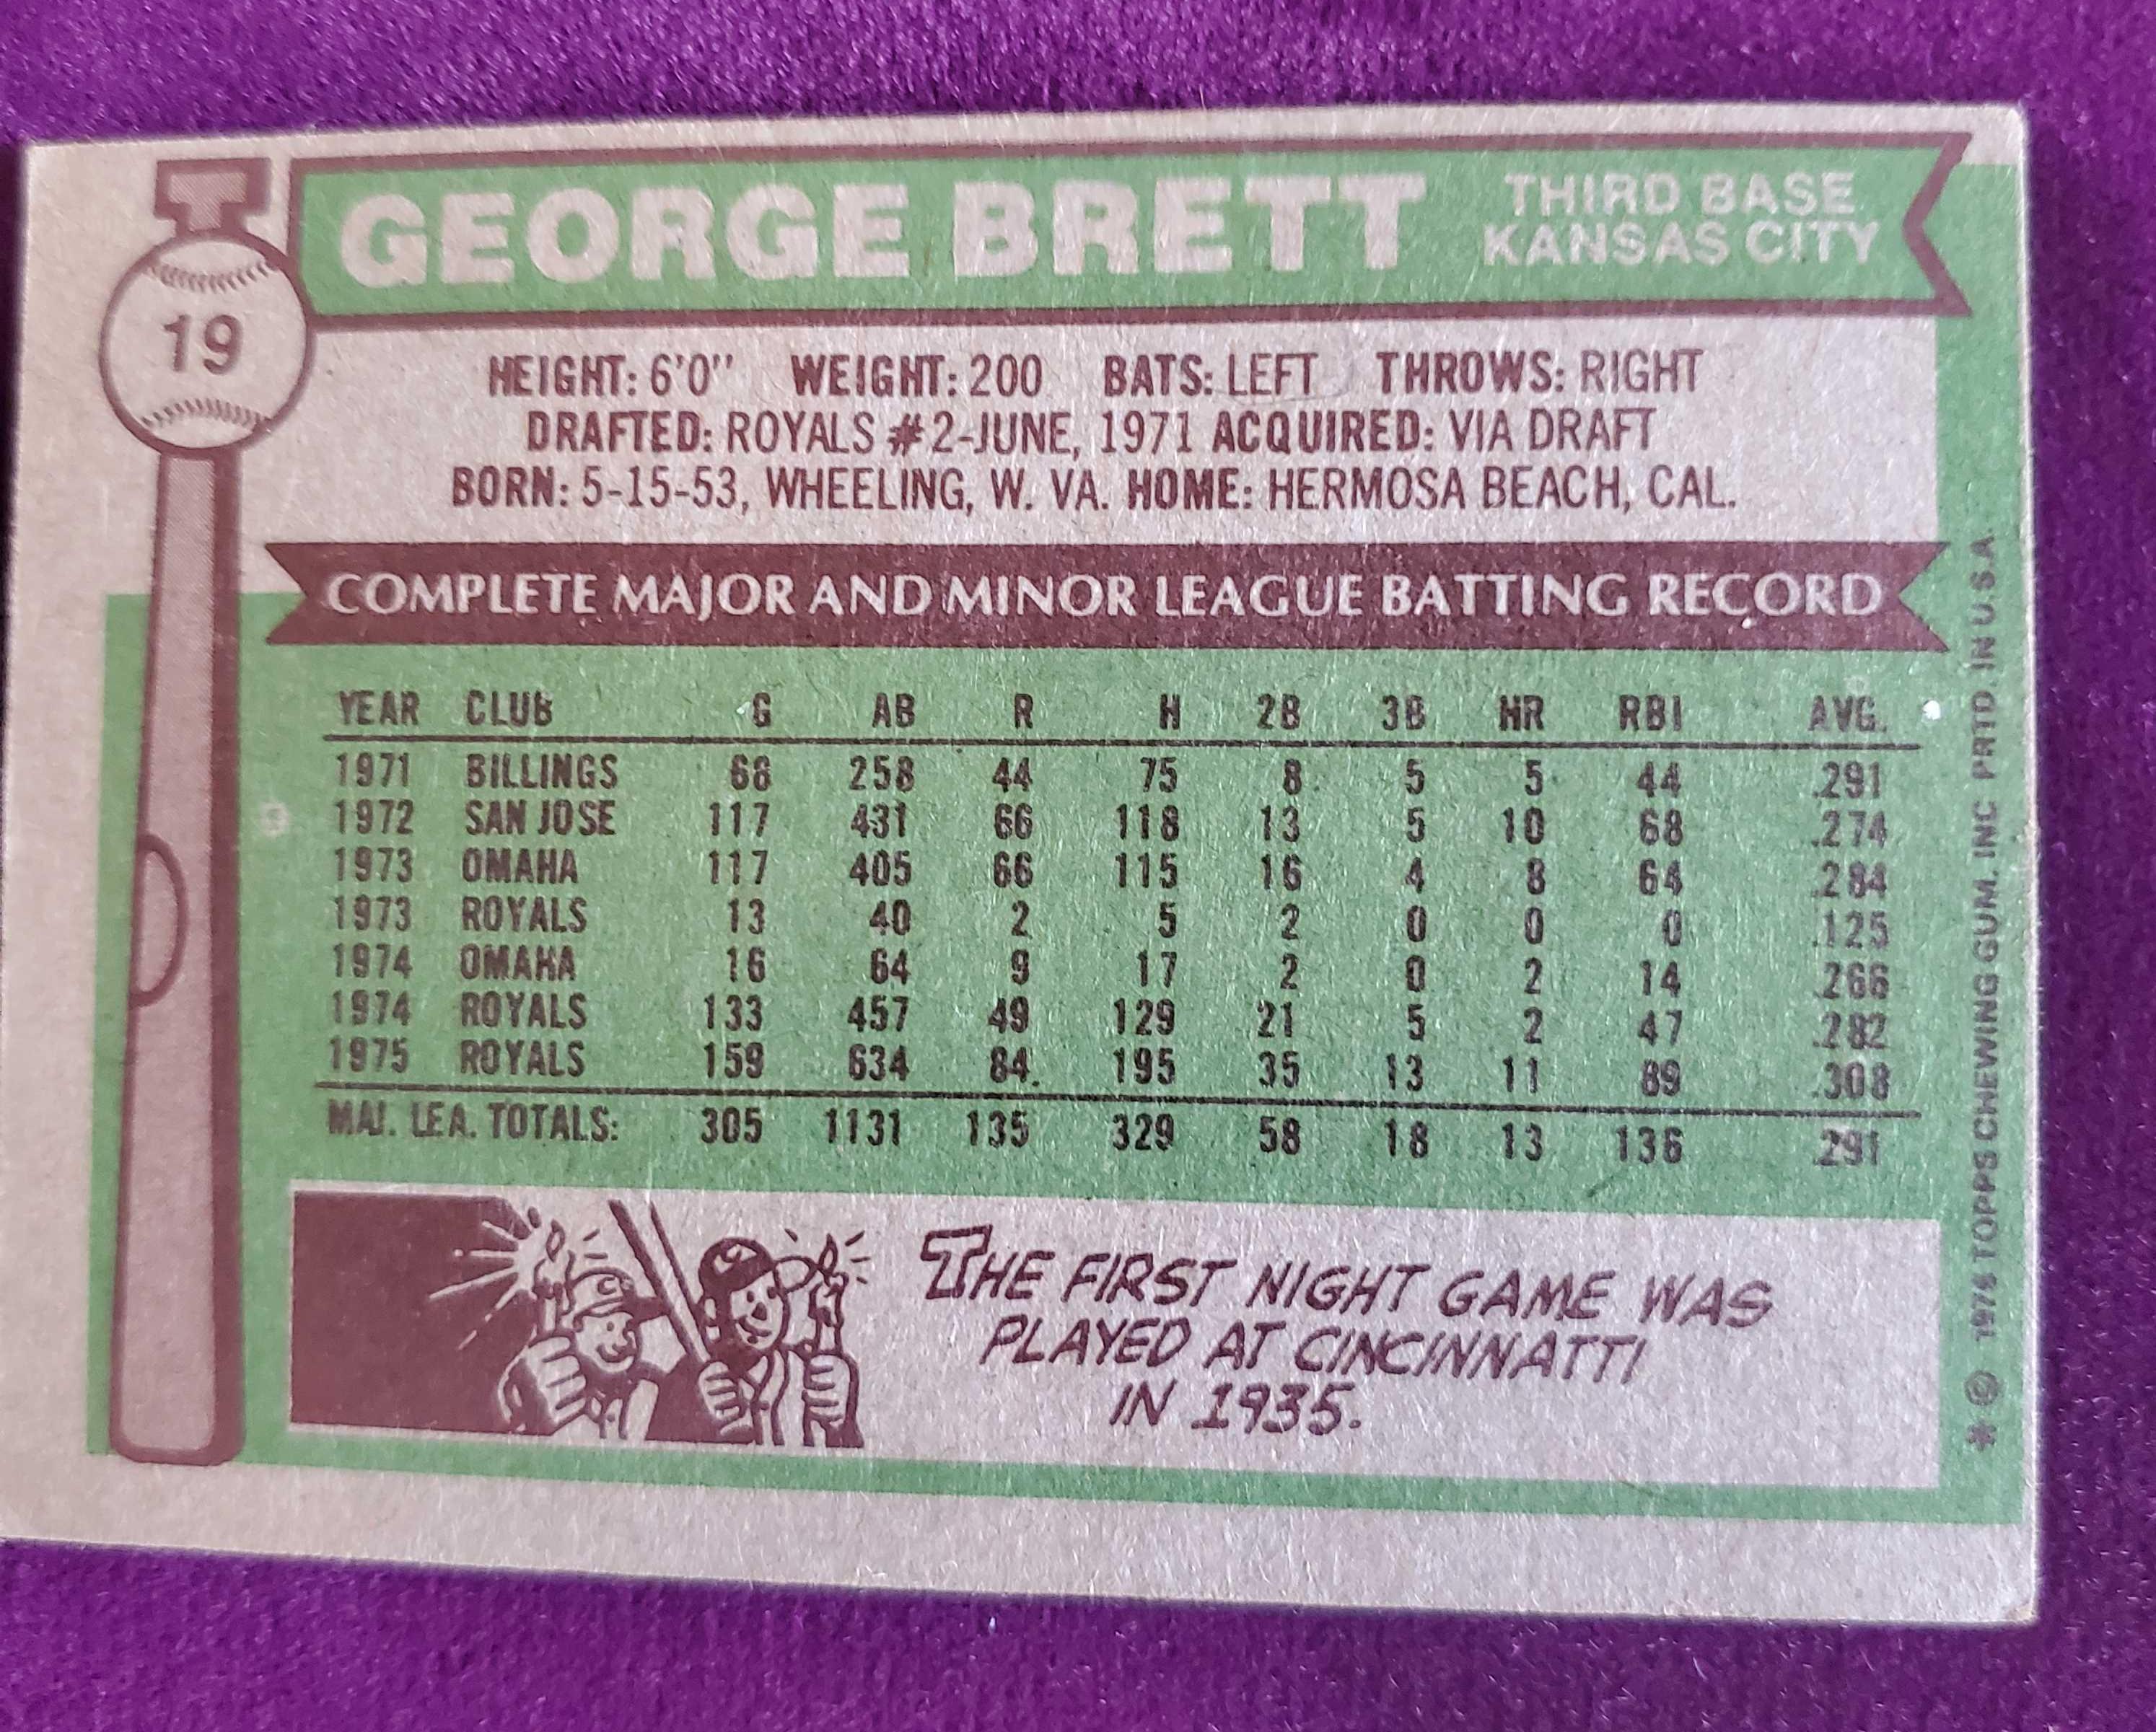 GEORGE BRETT
THIRD BASE
KANSAS CITY
19
HEIGHT: 6'0" WEIGHT: 200 BATS: LEFT THROWS: RIGHT
DRAFTED: ROYALS #2-JUNE, 1971 ACQUIRED: VIA DRAFT
BORN: 5-15-53, WHEELING, W. VA. HOME: HERMOSA BEACH, CAL.
COMPLETE MAJOR AND MINOR LEAGUE BATTING RECORD
YEAR CLUB G AB R H 2B 3B HR RBI AVG.
1971 BILLINGS 68 258 44 75 8 5 5 44 .291
1972 SAN JOSE 117 431 66 118 13 5 10 68 .274
1973 OMAHA 117 405 66 115 16 4 8 64 .284
1973 ROYALS 13 40 2 5 2 0 0 0 .125
1974 OMAHA 16 64 9 17 2 0 2 14 .266
1974 ROYALS 133 457 49 129 21 5 2 47 .282
1975 ROYALS 159 634 84 195 35 13 11 89 .308
MAJ. LEA. TOTALS: 305 1131 135 329 58 18 13 136 .291
THE FIRST NIGHT GAME WAS
PLAYED AT CINCINNATTI
IN 1935.
* © 1976 TOPPS CHEWING GUM, INC PRTD. IN U.S.A.